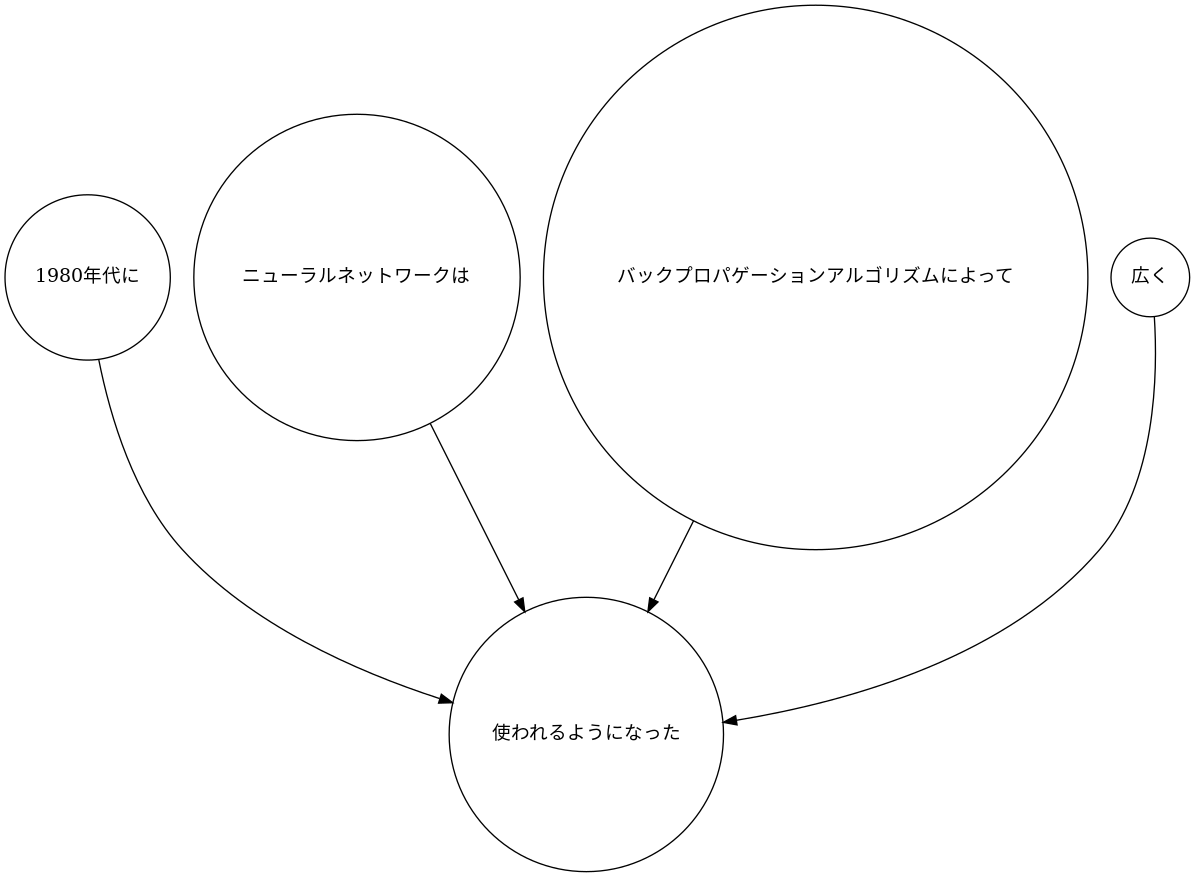 1980年代に
ニューラルネットワークは
バックプロパゲーションアルゴリズムによって
広く
使われるようになった